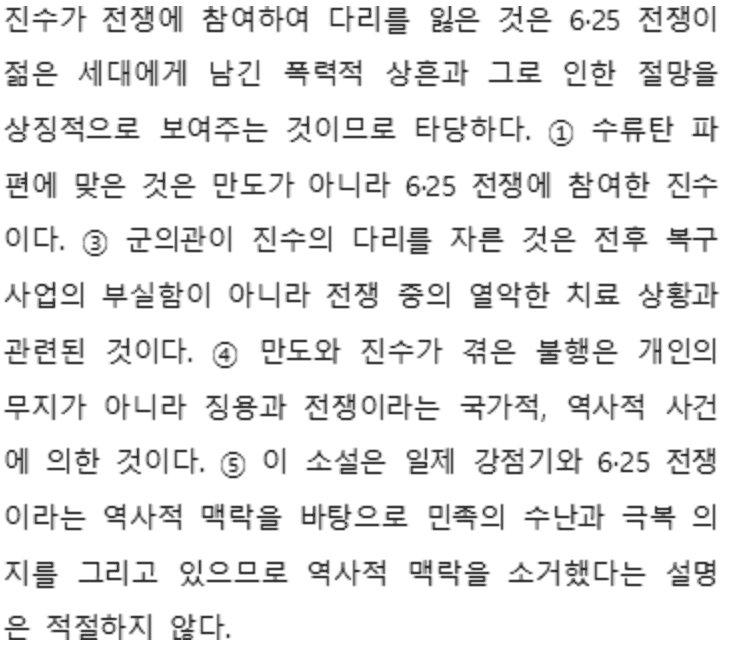 진수가 전쟁에 참여하여 다리를 잃은 것은 6·25 전쟁이
젊은 세대에게 남긴 폭력적 상흔과 그로 인한 절망을
상징적으로 보여주는 것이므로 타당하다. ① 수류탄 파
편에 맞은 것은 만도가 아니라 6·25 전쟁에 참여한 진수
이다. ③ 군의관이 진수의 다리를 자른 것은 전후 복구
사업의 부실함이 아니라 전쟁 중의 열악한 치료 상황과
관련된 것이다. ④ 만도와 진수가 겪은 불행은 개인의
무지가 아니라 징용과 전쟁이라는 국가적, 역사적 사건
에 의한 것이다. ⑤ 이 소설은 일제 강점기와 6·25 전쟁
이라는 역사적 맥락을 바탕으로 민족의 수난과 극복 의
지를 그리고 있으므로 역사적 맥락을 소거했다는 설명
은 적절하지 않다.